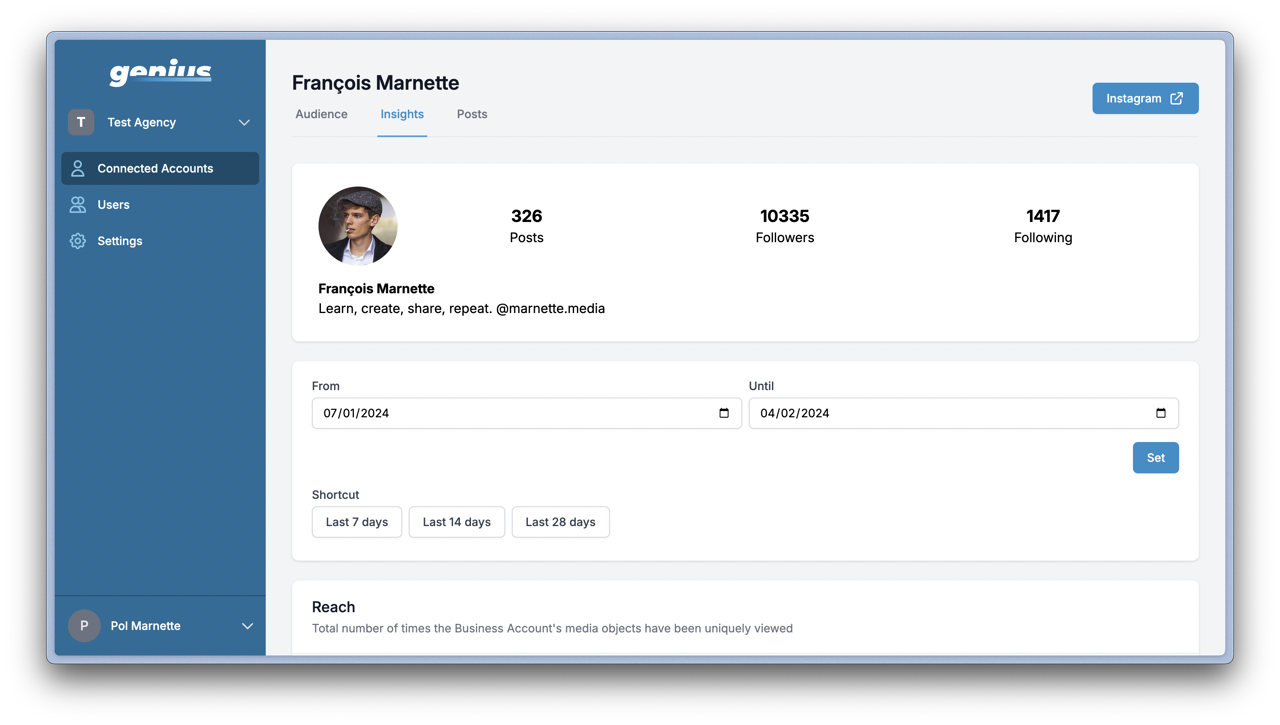 genius
T Test Agency
Connected Accounts
Users
Settings
P Pol Marnette
François Marnette
Instagram
Audience Insights Posts
326 10335 1417
Posts Followers Following
François Marnette
Learn, create, share, repeat. @marnette.media
From Until
07/01/2024 04/02/2024
Set
Shortcut
Last 7 days Last 14 days Last 28 days
Reach
Total number of times the Business Account's media objects have been uniquely viewed